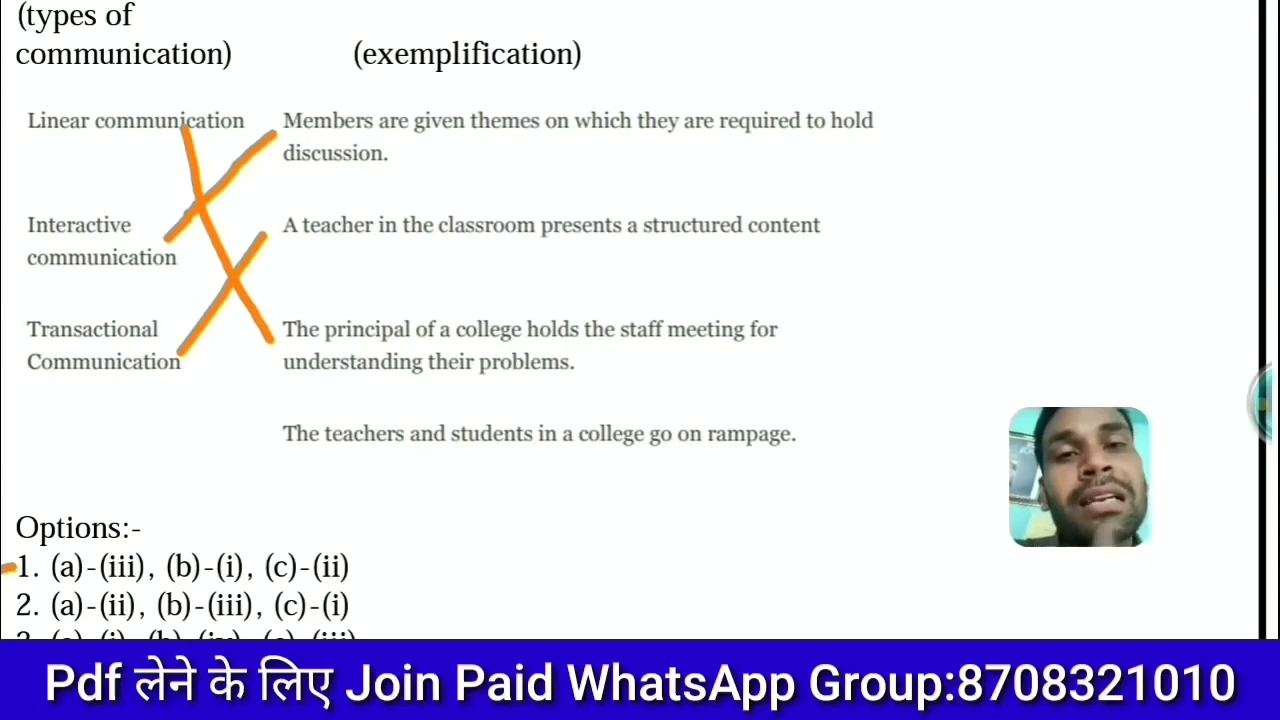 (types of
communication) (exemplification)
Linear communication Members are given themes on which they are required to hold
discussion.
Interactive A teacher in the classroom presents a structured content
communication
Transactional The principal of a college holds the staff meeting for
Communication understanding their problems.
The teachers and students in a college go on rampage.
Options:-
1. (a)-(iii), (b)-(i), (c)-(ii)
2. (a)-(ii), (b)-(iii), (c)-(i)
3. (a)-(i), (b)-(iv), (c)-(iii)
Pdf लेने के लिए Join Paid WhatsApp Group:8708321010